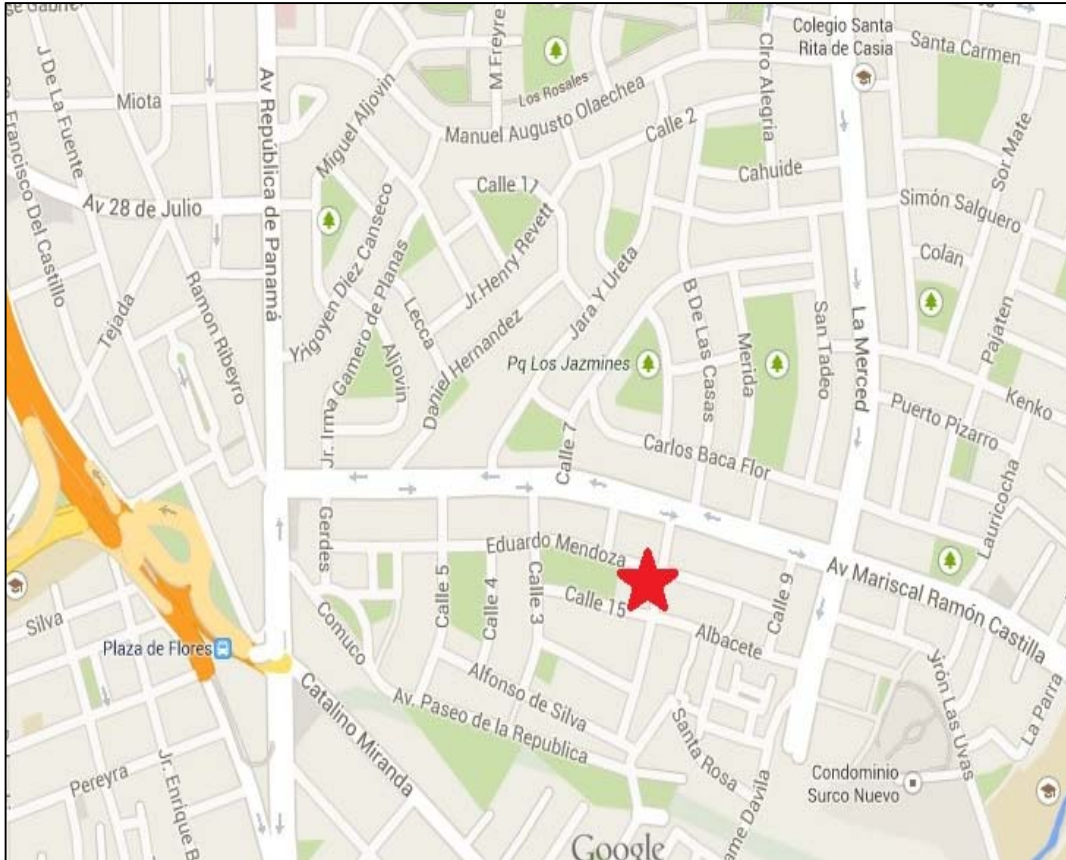 Colegio Santa
Rita de Casia
Santa Carmen
J De La Fuente
Miota
Av República de Panamá
M Freyre
Los Rosales
Manuel Augusto Olaechea
Clro Alegria
Calle 2
Miguel Aljovin
Sor Mate
Francisco Del Castillo
Av 28 de Julio
Calle 1
Cahuide
Simón Salguero
Yrigoyen Diez Canseco
Jr.Henry Revett
Colan
Tejada
Ramon Ribeyro
Jr. Irma Gamero de Planas
Lecca
Aljovin
Daniel Hernandez
Jara Y Ureta
Pq Los Jazmines
B De Las Casas
Merida
San Tadeo
La Merced
Pajaten
Kenko
Puerto Pizarro
Calle 7
Carlos Baca Flor
Lauricocha
Gerdes
Eduardo Mendoza
Calle 5
Calle 4
Calle 3
Calle 15
Calle 9
Av Mariscal Ramón Castilla
Silva
Plaza de Flores
Comuco
Albacete
Alfonso de Silva
Av. Paseo de la Republica
Catalino Miranda
Santa Rosa
Jirón Las Uvas
La Parra
Pereyra
Jr. Enrique B
ame Davila
Condominio
Surco Nuevo
Google